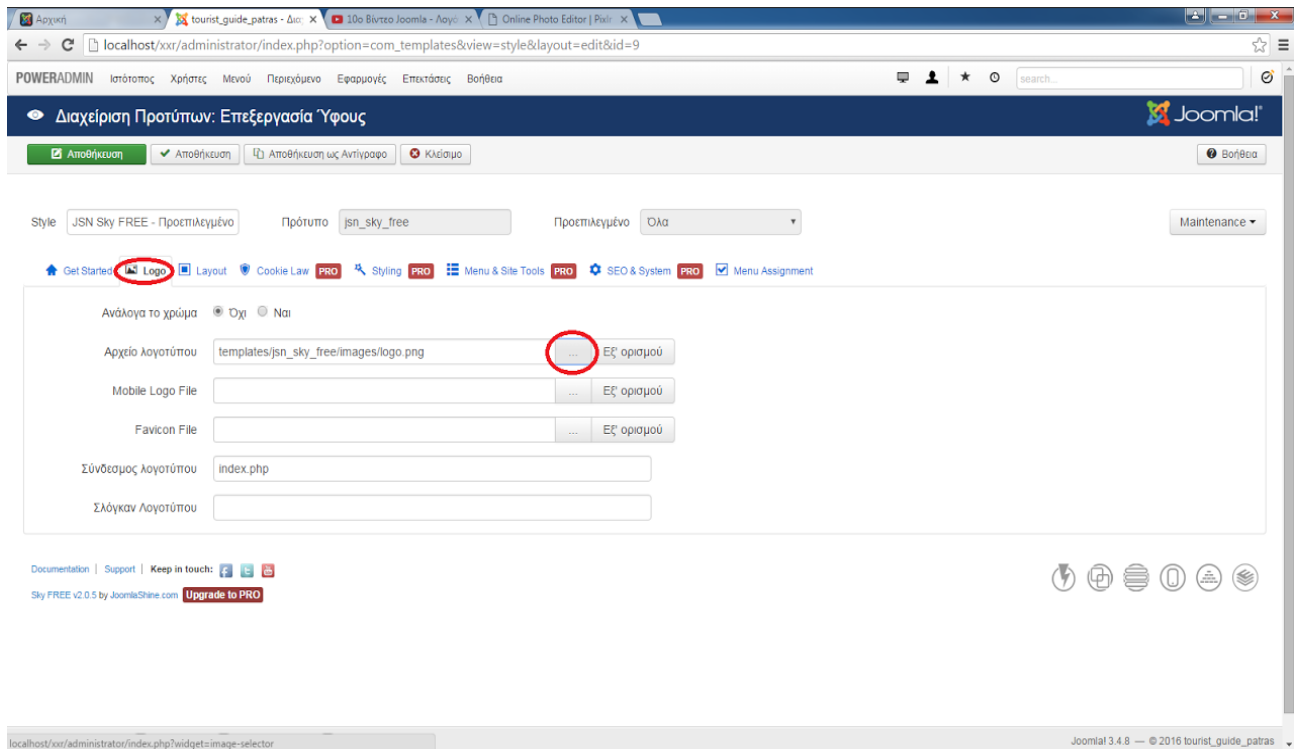 Αρχική
tourist_guide_patras - Δια
10ο Βίντεο Joomla - Λογό
Online Photo Editor | Pixlr
localhost/xxr/administrator/index.php?option=com_templates&view=style&layout=edit&id=9
POWERADMIN Ιστότοπος Χρήστες Μενού Περιεχόμενο Εφαρμογές Επεκτάσεις Βοήθεια search...
Διαχείριση Προτύπων: Επεξεργασία Ύφους Joomla!
Αποθήκευση Αποθήκευση Αποθήκευση ως Αντίγραφο Κλείσιμο Βοήθεια
Style JSN Sky FREE - Προεπιλεγμένο Πρότυπο jsn_sky_free Προεπιλεγμένο Όλα Maintenance
Get Started Logo Layout Cookie Law PRO Styling PRO Menu & Site Tools PRO SEO & System PRO Menu Assignment
Ανάλογα το χρώμα Όχι Ναι
Αρχείο λογοτύπου templates/jsn_sky_free/images/logo.png ... Εξ' ορισμού
Mobile Logo File ... Εξ' ορισμού
Favicon File ... Εξ' ορισμού
Σύνδεσμος λογοτύπου index.php
Σλόγκαν Λογοτύπου
Documentation | Support | Keep in touch:
Sky FREE v2.0.5 by JoomlaShine.com Upgrade to PRO
localhost/xxr/administrator/index.php?widget=image-selector Joomla! 3.4.8 — © 2016 tourist_guide_patras